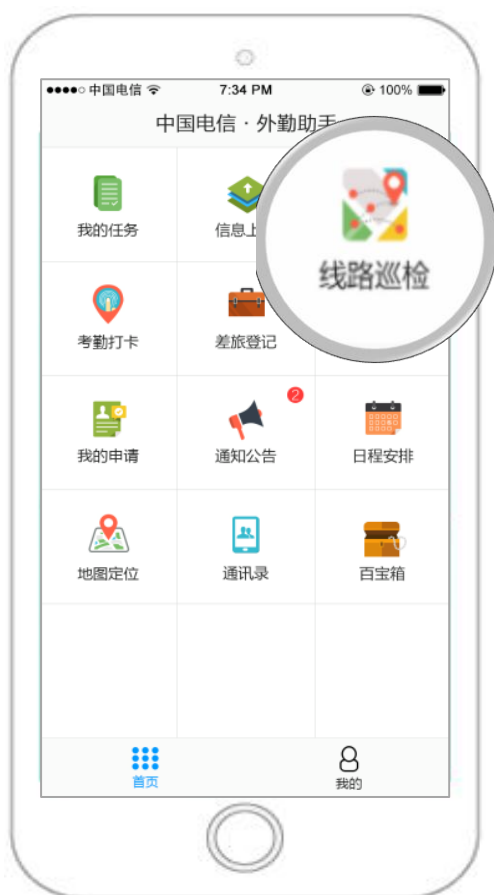 中国电信 7:34 PM 100%
中国电信 · 外勤助手
我的任务 信息上 线路巡检
考勤打卡 差旅登记
2
我的申请 通知公告 日程安排
地图定位 通讯录 百宝箱
首页 我的